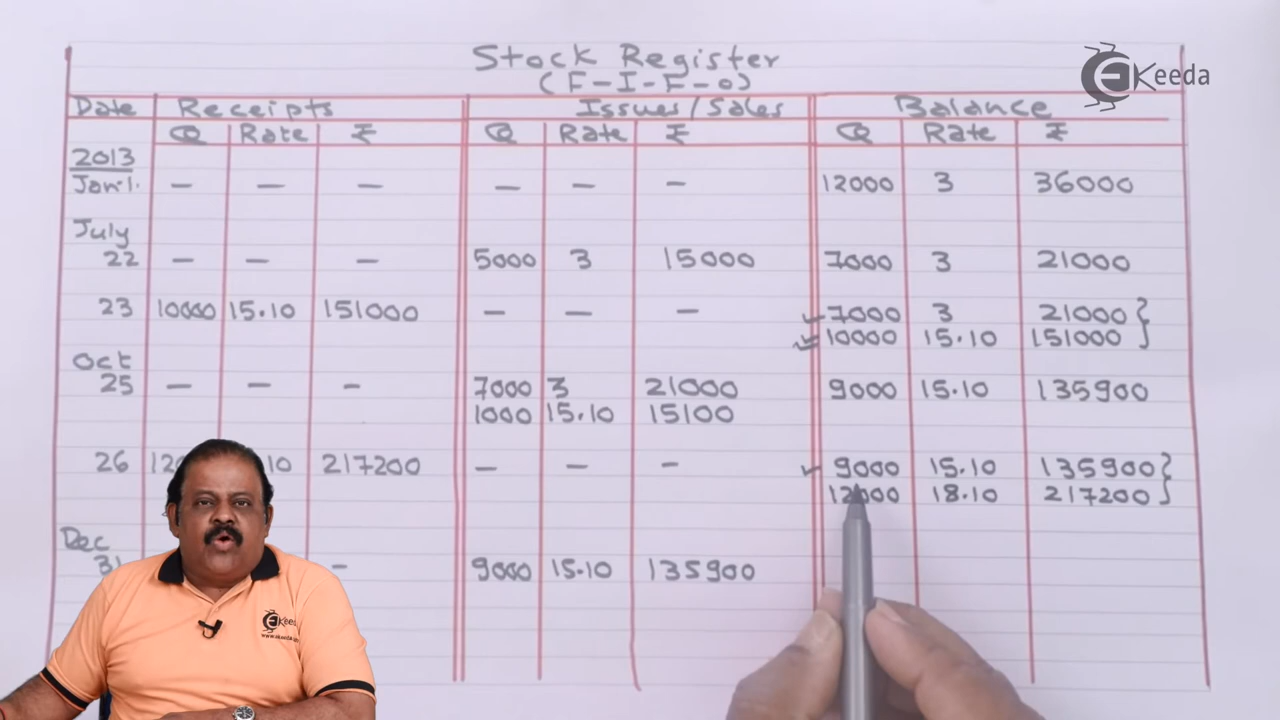 Stock Register
(F-I-F-O)
EKeeda
Date Receipts Issues/Sales Balance
Q Rate ₹ Q Rate ₹ Q Rate ₹
2013
Jan·1. — — — — — — 12000 3 36000
July
22 — — — 5000 3 15000 7000 3 21000
23 10000 15.10 151000 — — — 7000 3 21000
10000 15.10 151000
Oct
25 — — — 7000 3 21000 9000 15.10 135900
1000 15.10 15100
26 217200 — — — 9000 15.10 135900
12000 18.10 217200
Dec
— 9000 15.10 135900
EKeeda